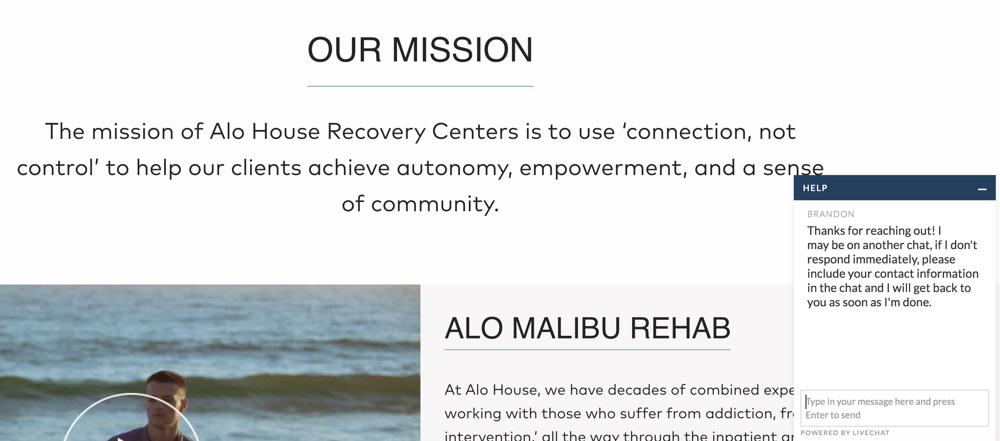 OUR MISSION
The mission of Alo House Recovery Centers is to use ‘connection, not
control’ to help our clients achieve autonomy, empowerment, and a sense
of community.
ALO MALIBU REHAB
At Alo House, we have decades of combined
working with those who suffer from addiction,
intervention,’ all the way through the inpatient
HELP
BRANDON
Thanks for reaching out! I
may be on another chat, if I don't
respond immediately, please
include your contact information
in the chat and I will get back to
you as soon as I'm done.
Type in your message here and press
Enter to send
POWERED BY LIVECHAT